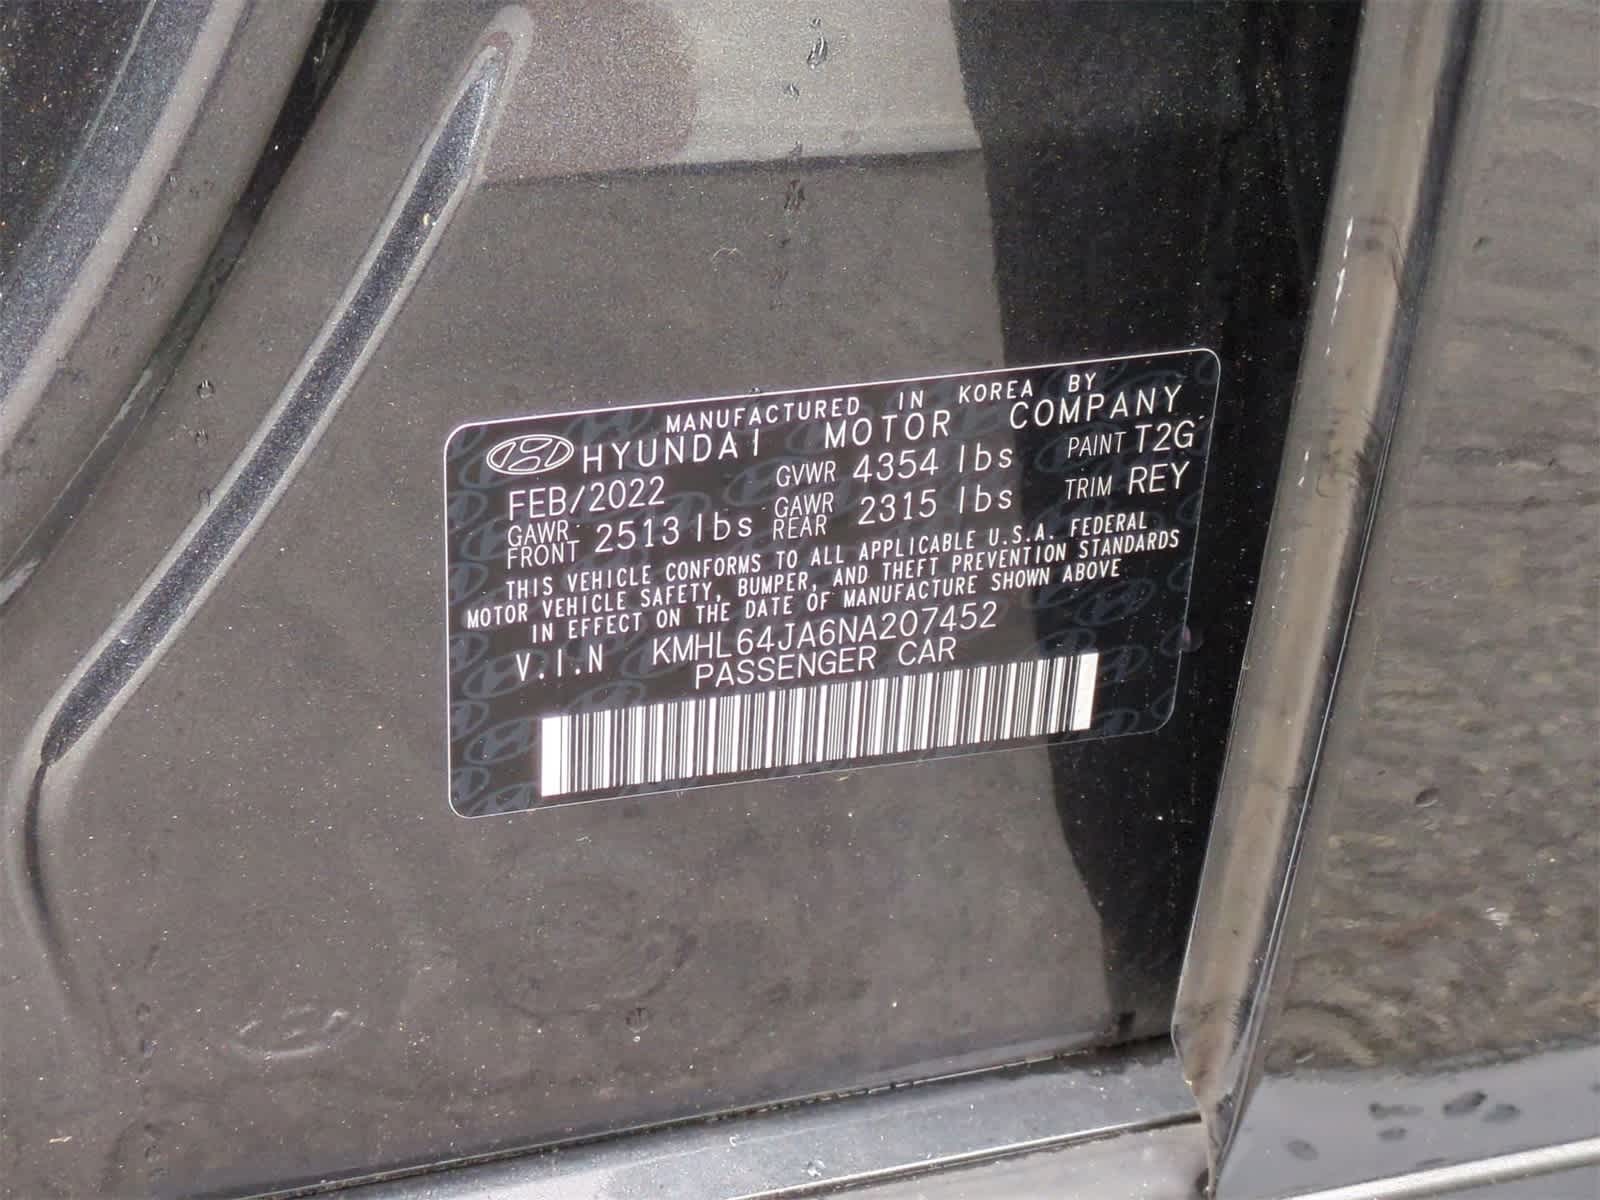 MANUFACTURED IN KOREA BY
HYUNDAI MOTOR COMPANY
FEB/2022 GVWR 4354 lbs PAINT T2G
GAWR FRONT 2513 lbs GAWR REAR 2315 lbs TRIM REY
THIS VEHICLE CONFORMS TO ALL APPLICABLE U.S.A. FEDERAL
MOTOR VEHICLE SAFETY, BUMPER, AND THEFT PREVENTION STANDARDS
IN EFFECT ON THE DATE OF MANUFACTURE SHOWN ABOVE
V.I.N KMHL64JA6NA207452
PASSENGER CAR